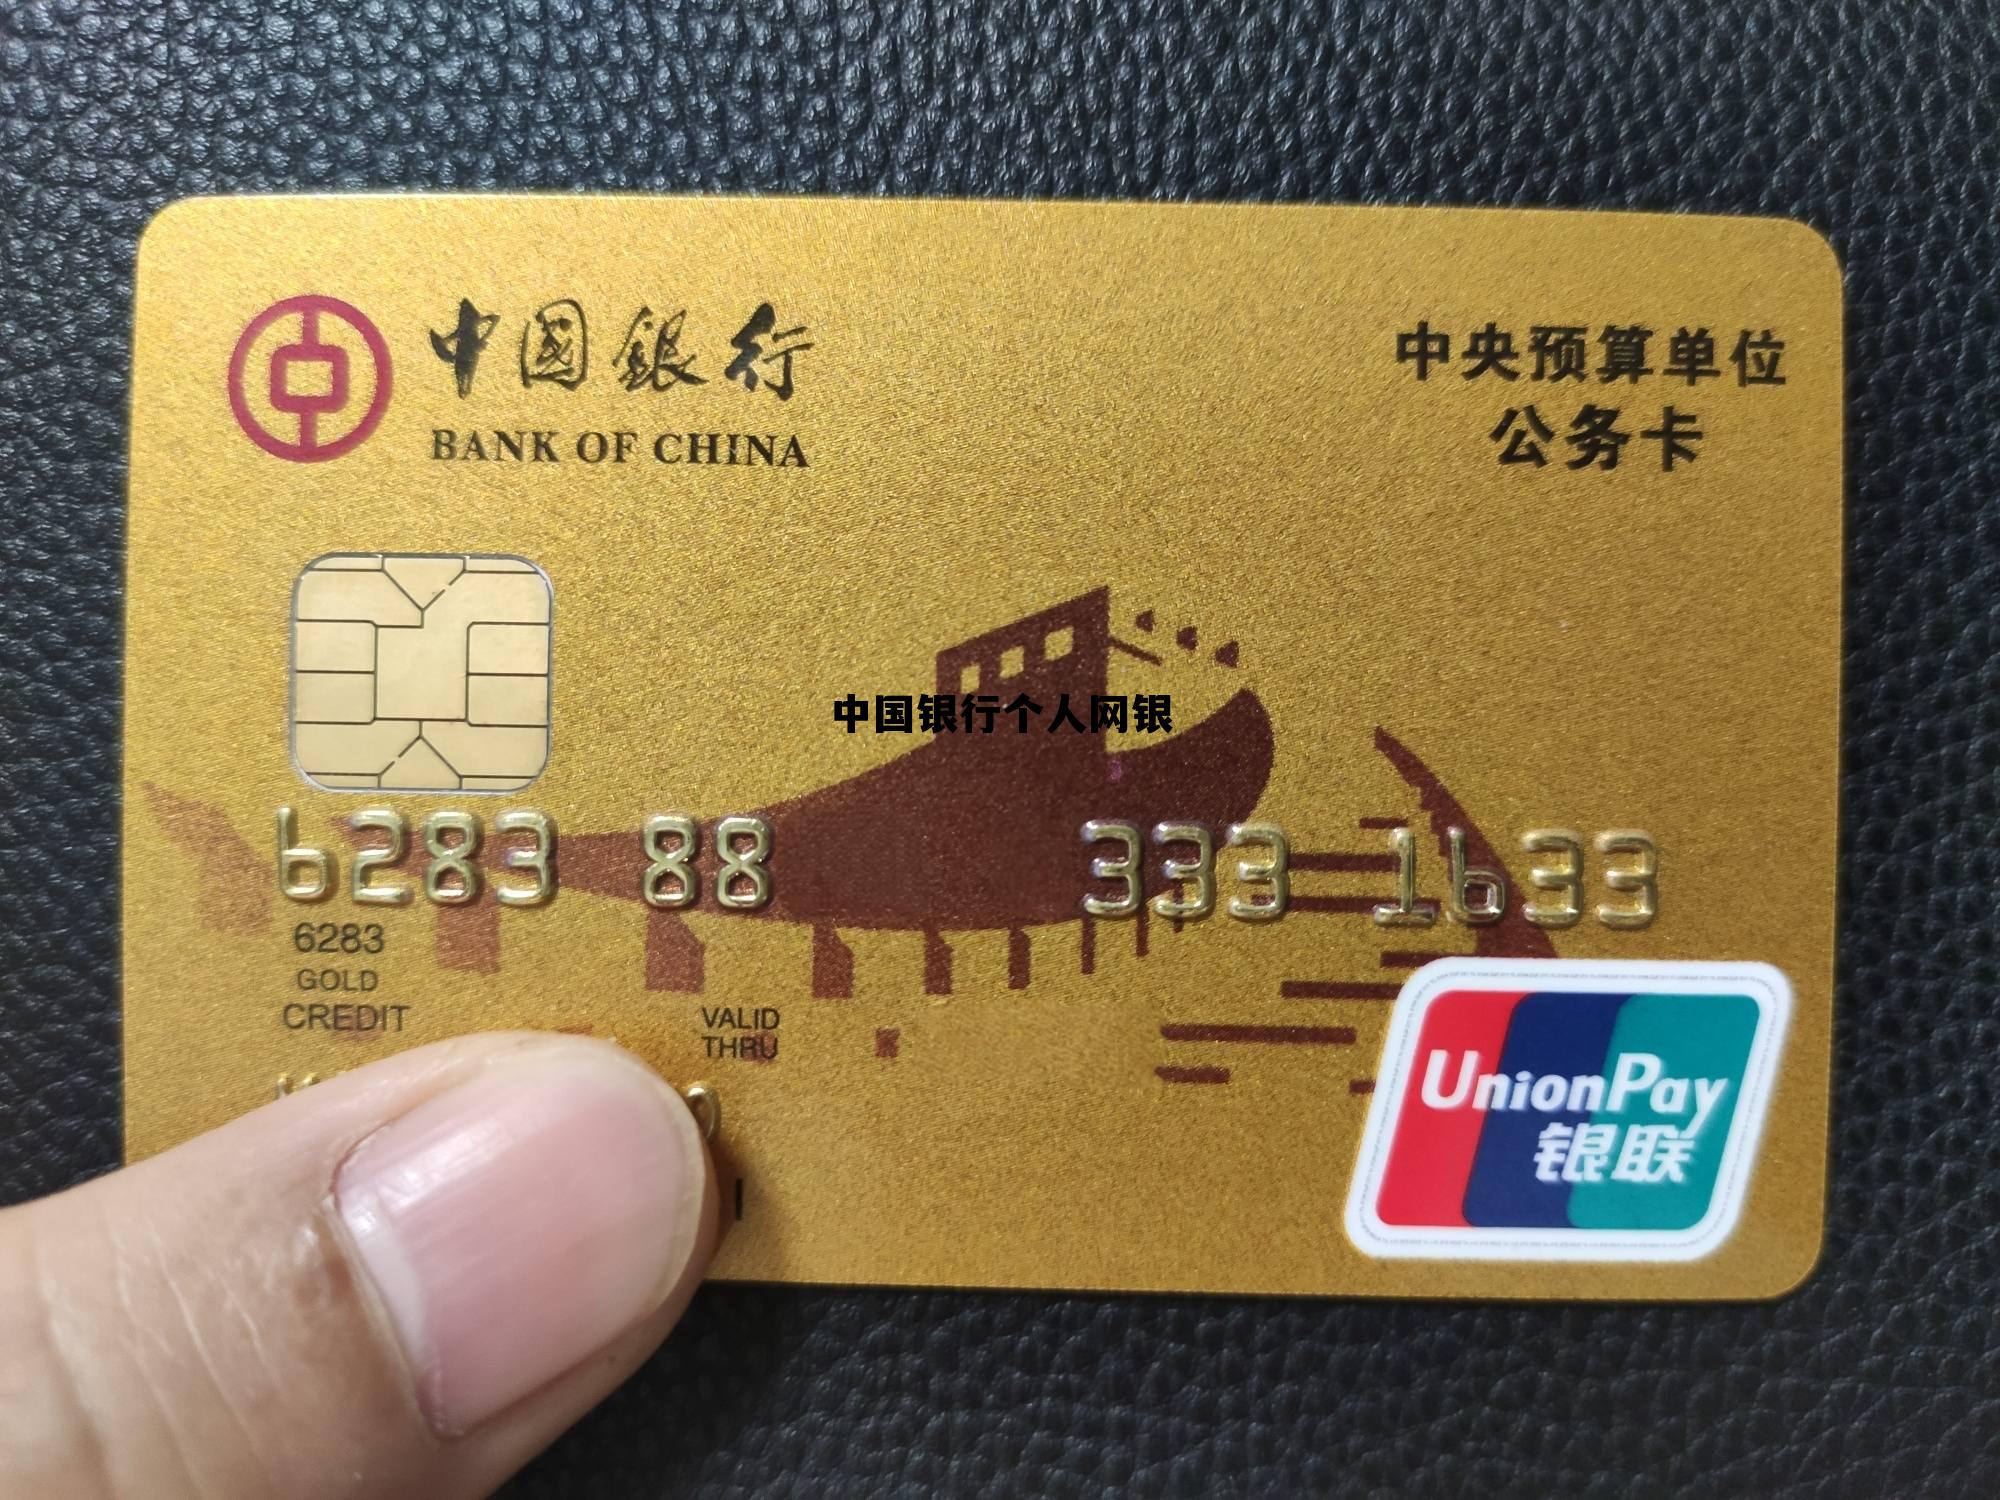 中国銀行
BANK OF CHINA
中央预算单位
公务卡
中国银行个人网银
6283 88 333 1633
6283
GOLD
CREDIT
VALID
THRU
UnionPay
银联